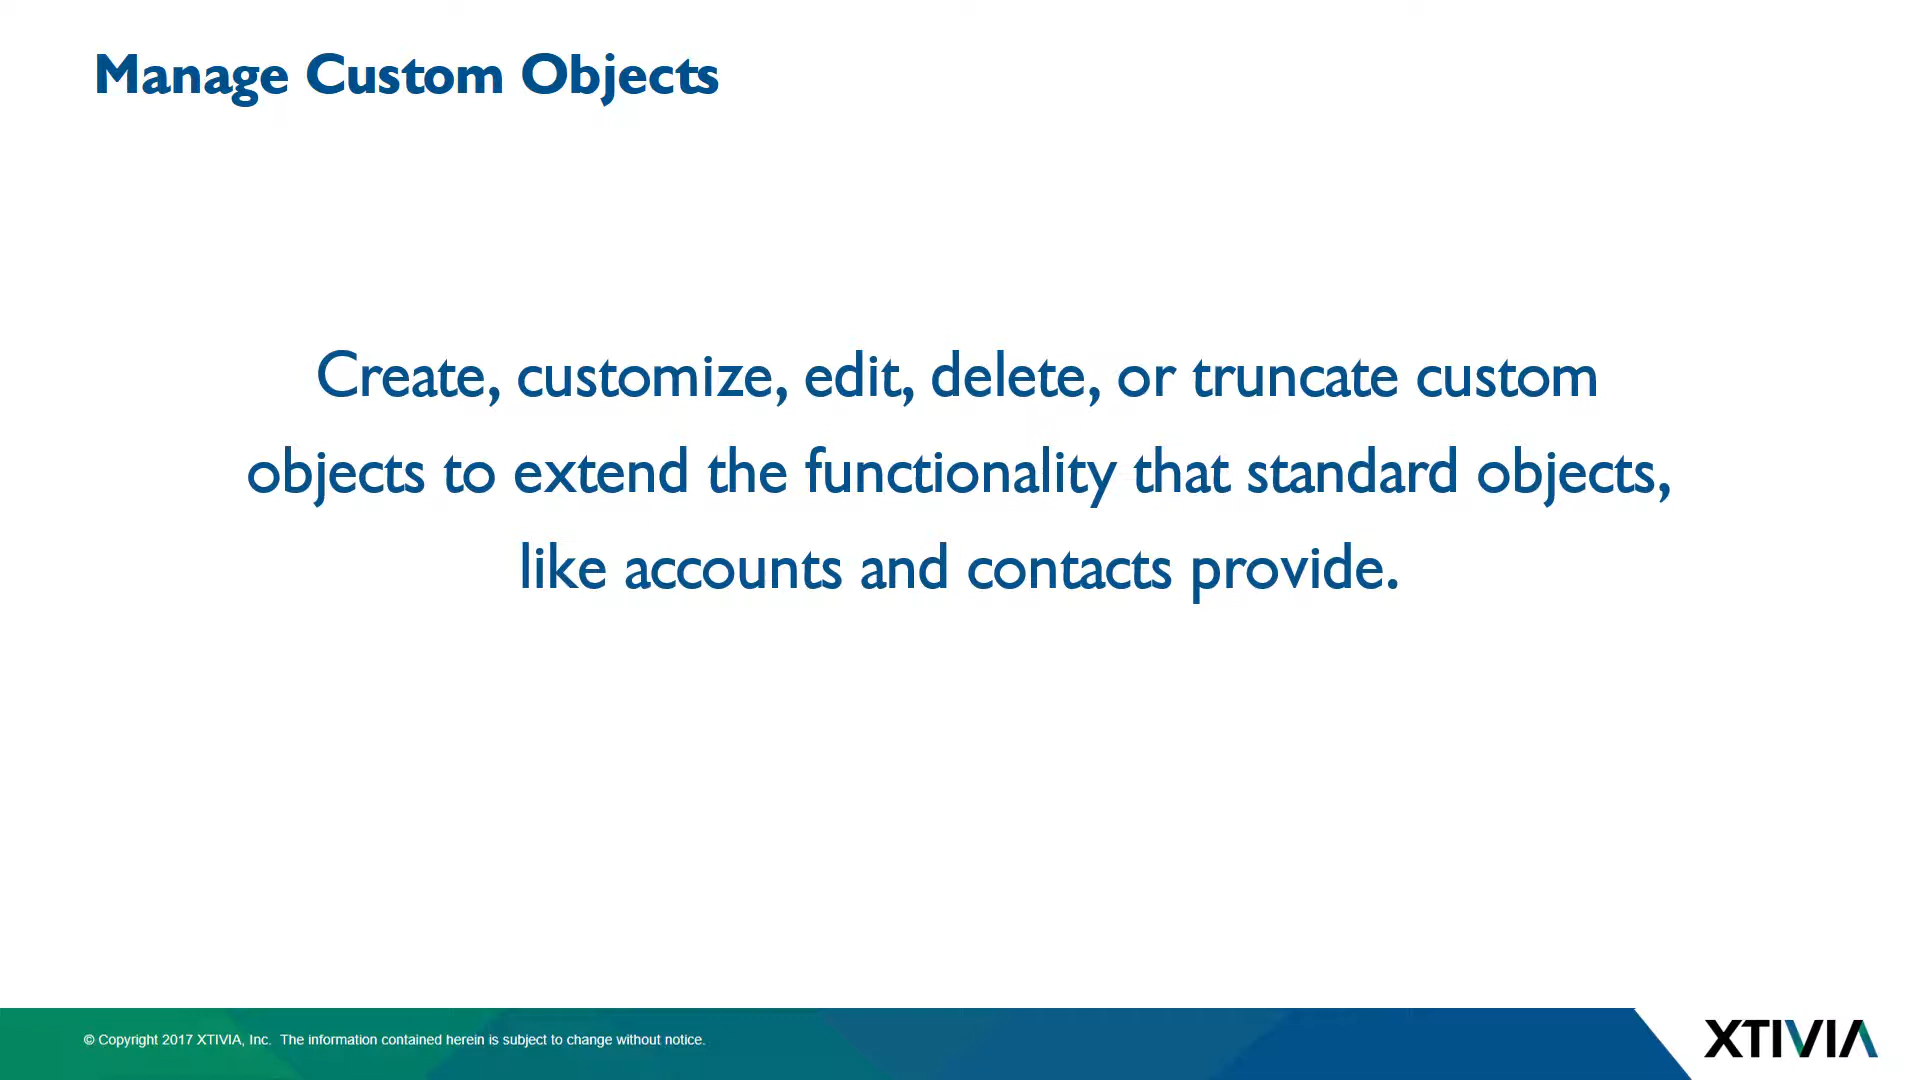 Manage Custom Objects
Create, customize, edit, delete, or truncate custom
objects to extend the functionality that standard objects,
like accounts and contacts provide.
© Copyright 2017 XTIVIA, Inc.  The information contained herein is subject to change without notice.
XTIVIA